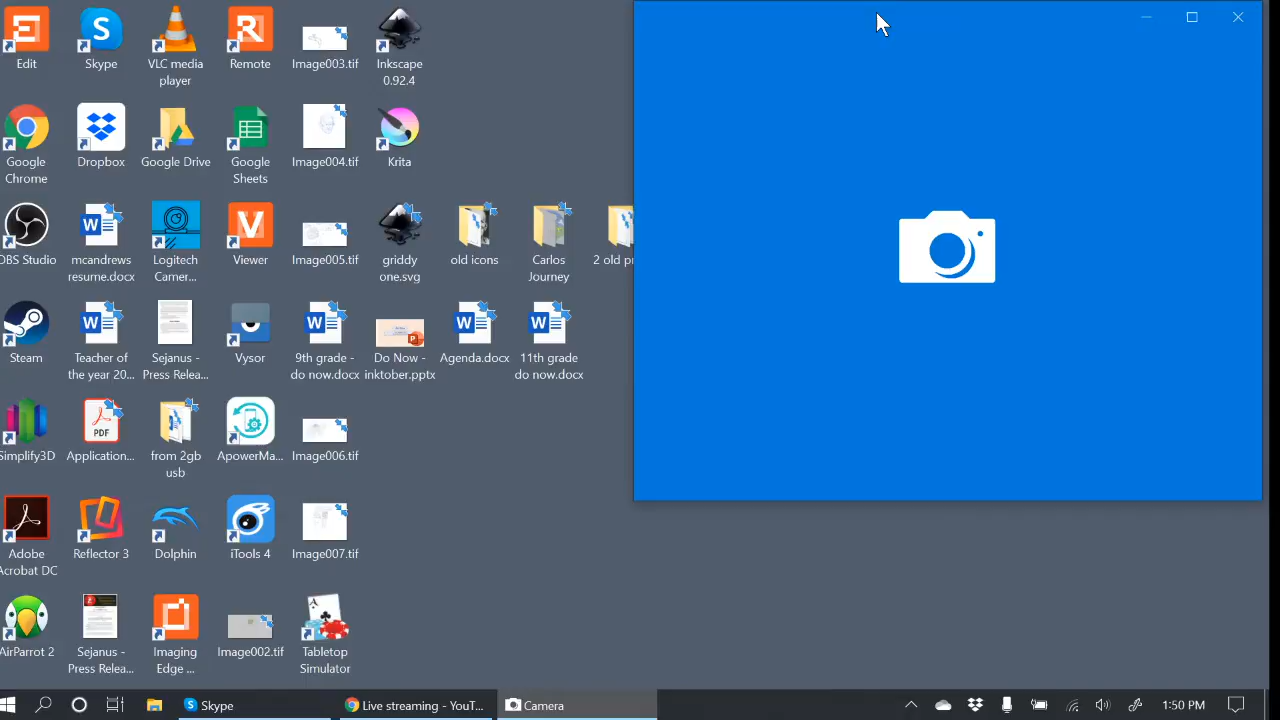 Edit
Skype
VLC media
player
Remote
Image003.tif
Inkscape
0.92.4
Google
Chrome
Dropbox
Google Drive
Google
Sheets
Image004.tif
Krita
OBS Studio
mcandrews
resume.docx
Logitech
Camer...
Viewer
Image005.tif
griddy
one.svg
old icons
Carlos
Journey
2 old pr
Steam
Teacher of
the year 20...
Sejanus -
Press Relea...
Vysor
9th grade -
do now.docx
Do Now -
inktober.pptx
Agenda.docx
11th grade
do now.docx
Simplify3D
PDF
Application...
from 2gb
usb
ApowerMa...
Image006.tif
Adobe
Acrobat DC
Reflector 3
Dolphin
iTools 4
Image007.tif
AirParrot 2
Sejanus -
Press Relea...
Imaging
Edge ...
Image002.tif
Tabletop
Simulator
Skype
Live streaming - YouT...
Camera
1:50 PM